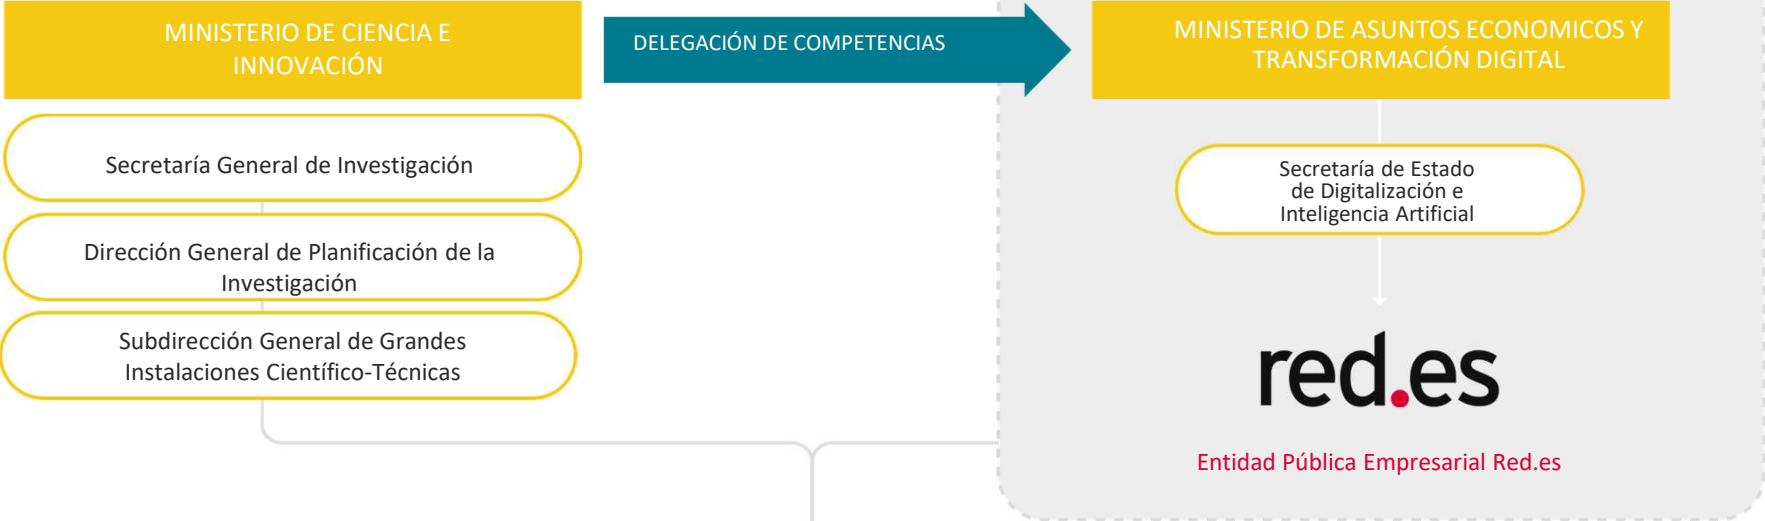 MINISTERIO DE CIENCIA E
INNOVACIÓN
DELEGACIÓN DE COMPETENCIAS
MINISTERIO DE ASUNTOS ECONOMICOS Y
TRANSFORMACIÓN DIGITAL
Secretaría General de Investigación
Dirección General de Planificación de la
Investigación
Subdirección General de Grandes
Instalaciones Científico-Técnicas
Secretaría de Estado
de Digitalización e
Inteligencia Artificial
red.es
Entidad Pública Empresarial Red.es